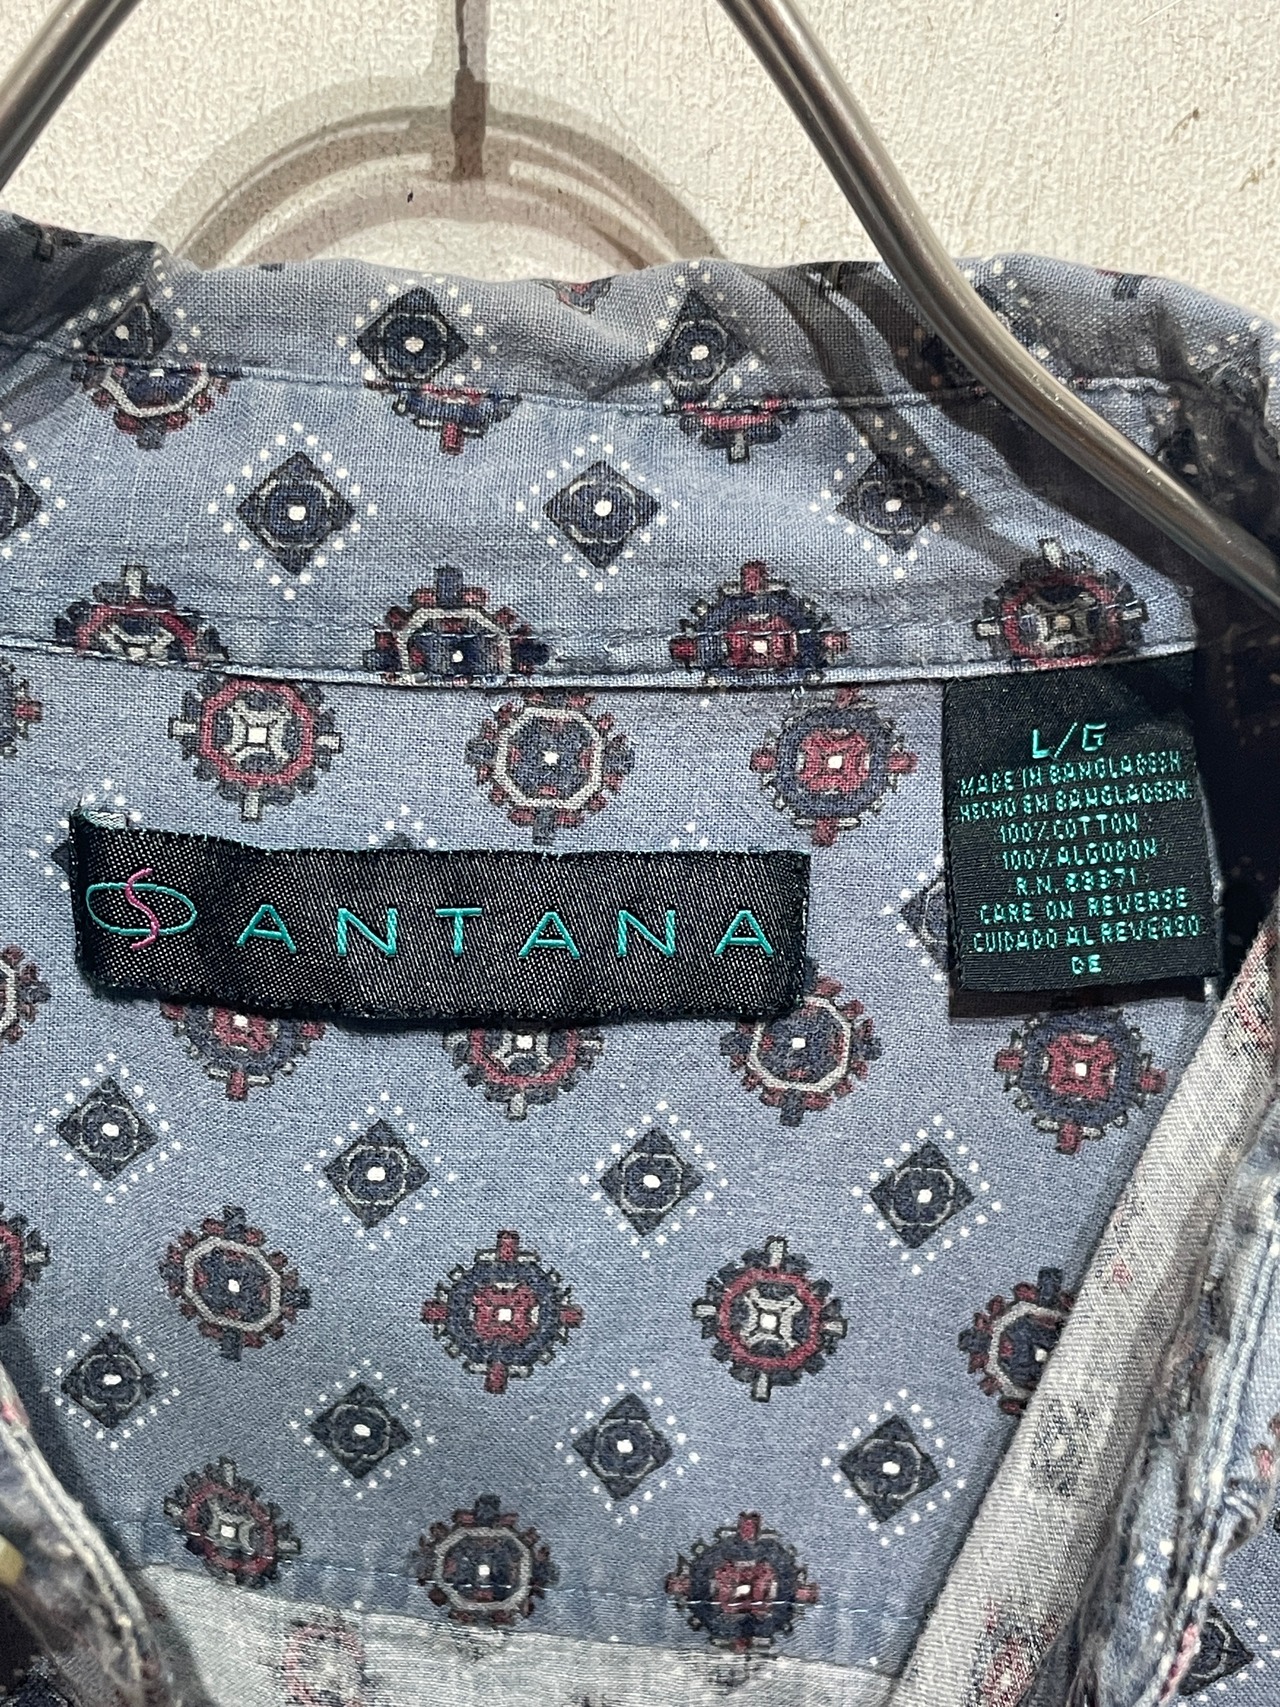 SANTANA
L/G
MADE IN BANGLADESH
HECHO EN BANGLADESH
100% COTTON
100% ALGODON
CARE ON REVERSE
CUIDADO AL REVERSO
DE